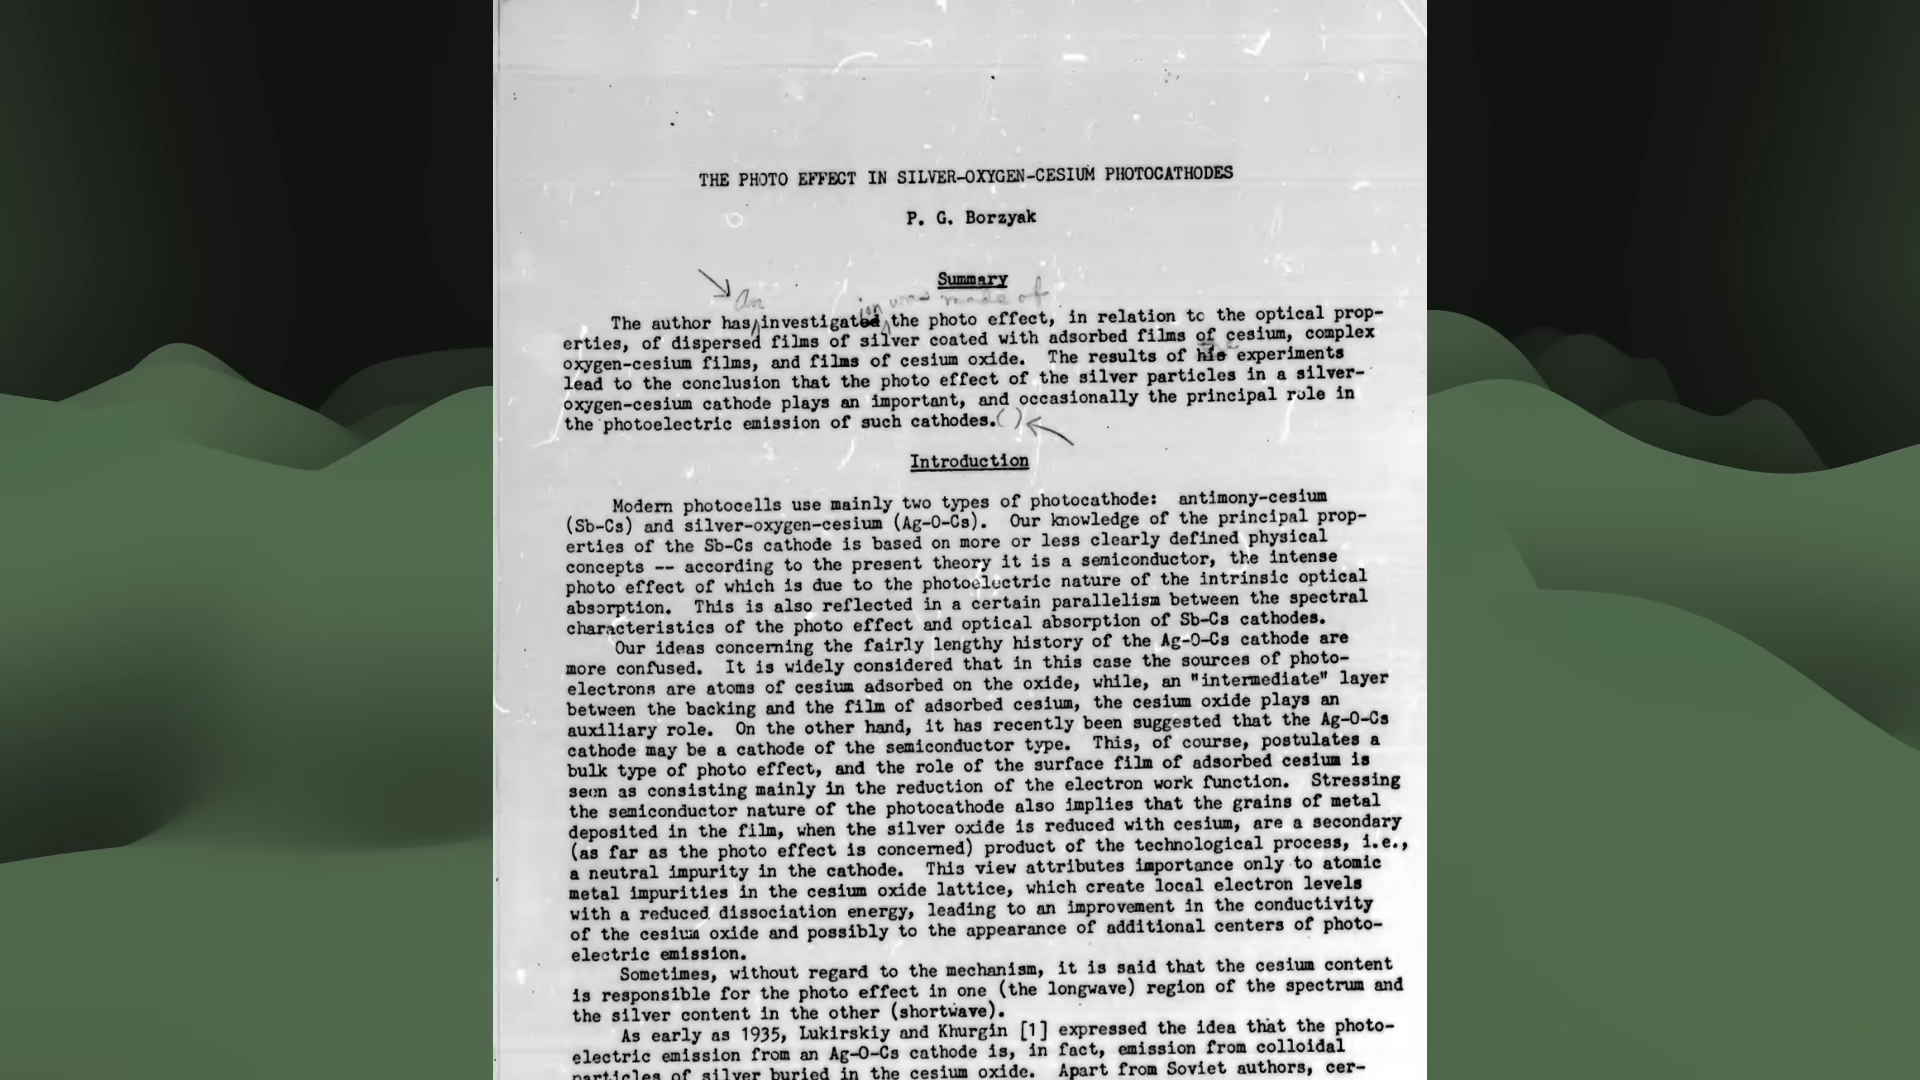 THE PHOTO EFFECT IN SILVER-OXYGEN-CESIUM PHOTOCATHODES
P. G. Borzyak
Summary
An ion was made of
The author has investigated the photo effect, in relation to the optical prop-
erties, of dispersed films of silver coated with adsorbed films of cesium, complex
oxygen-cesium films, and films of cesium oxide. The results of his experiments
lead to the conclusion that the photo effect of the silver particles in a silver-
oxygen-cesium cathode plays an important, and occasionally the principal role in
the photoelectric emission of such cathodes. ( )
Introduction
Modern photocells use mainly two types of photocathode: antimony-cesium
(Sb-Cs) and silver-oxygen-cesium (Ag-O-Cs). Our knowledge of the principal prop-
erties of the Sb-Cs cathode is based on more or less clearly defined physical
concepts -- according to the present theory it is a semiconductor, the intense
photo effect of which is due to the photoelectric nature of the intrinsic optical
absorption. This is also reflected in a certain parallelism between the spectral
characteristics of the photo effect and optical absorption of Sb-Cs cathodes.
Our ideas concerning the fairly lengthy history of the Ag-O-Cs cathode are
more confused. It is widely considered that in this case the sources of photo-
electrons are atoms of cesium adsorbed on the oxide, while, an "intermediate" layer
between the backing and the film of adsorbed cesium, the cesium oxide plays an
auxiliary role. On the other hand, it has recently been suggested that the Ag-O-Cs
cathode may be a cathode of the semiconductor type. This, of course, postulates a
bulk type of photo effect, and the role of the surface film of adsorbed cesium is
seen as consisting mainly in the reduction of the electron work function. Stressing
the semiconductor nature of the photocathode also implies that the grains of metal
deposited in the film, when the silver oxide is reduced with cesium, are a secondary
(as far as the photo effect is concerned) product of the technological process, i.e.,
a neutral impurity in the cathode. This view attributes importance only to atomic
metal impurities in the cesium oxide lattice, which create local electron levels
with a reduced dissociation energy, leading to an improvement in the conductivity
of the cesium oxide and possibly to the appearance of additional centers of photo-
electric emission.
Sometimes, without regard to the mechanism, it is said that the cesium content
is responsible for the photo effect in one (the longwave) region of the spectrum and
the silver content in the other (shortwave).
As early as 1935, Lukirskiy and Khurgin [1] expressed the idea that the photo-
electric emission from an Ag-O-Cs cathode is, in fact, emission from colloidal
particles of silver buried in the cesium oxide. Apart from Soviet authors, cer-